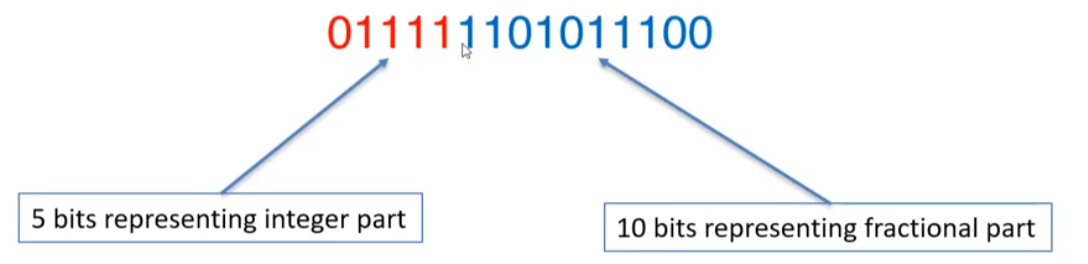 011111101011100
5 bits representing integer part
10 bits representing fractional part